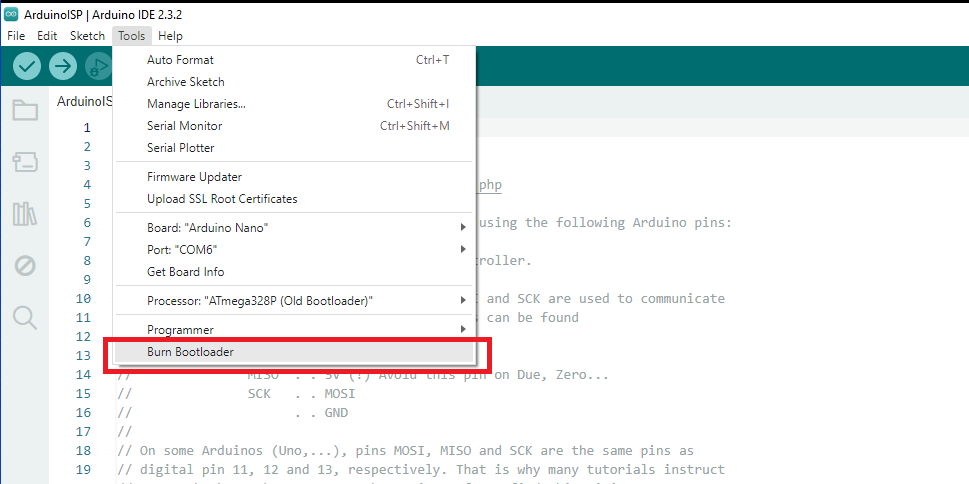 ArduinoISP | Arduino IDE 2.3.2
File Edit Sketch Tools Help
Auto Format Ctrl+T
Archive Sketch
Manage Libraries... Ctrl+Shift+I
Serial Monitor Ctrl+Shift+M
Serial Plotter
Firmware Updater
Upload SSL Root Certificates
Board: "Arduino Nano"
Port: "COM6"
Get Board Info
Processor: "ATmega328P (Old Bootloader)"
Programmer
Burn Bootloader
ArduinoIS
1
2
3
4 php
5
6 using the following Arduino pins:
7
8 troller.
9
10 I and SCK are used to communicate
11 s can be found
12
13
14 // MISO . . 5V (!) Avoid this pin on Due, Zero...
15 // SCK . . MOSI
16 // . . GND
17 //
18 // On some Arduinos (Uno,...), pins MOSI, MISO and SCK are the same pins as
19 // digital pin 11, 12 and 13, respectively. That is why many tutorials instruct